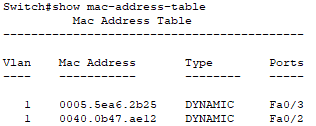 Switch#show mac-address-table
Mac Address Table
-------------------------------------------
Vlan Mac Address Type Ports
---- ----------- -------- -----
1 0005.5ea6.2b25 DYNAMIC Fa0/3
1 0040.0b47.ae12 DYNAMIC Fa0/2